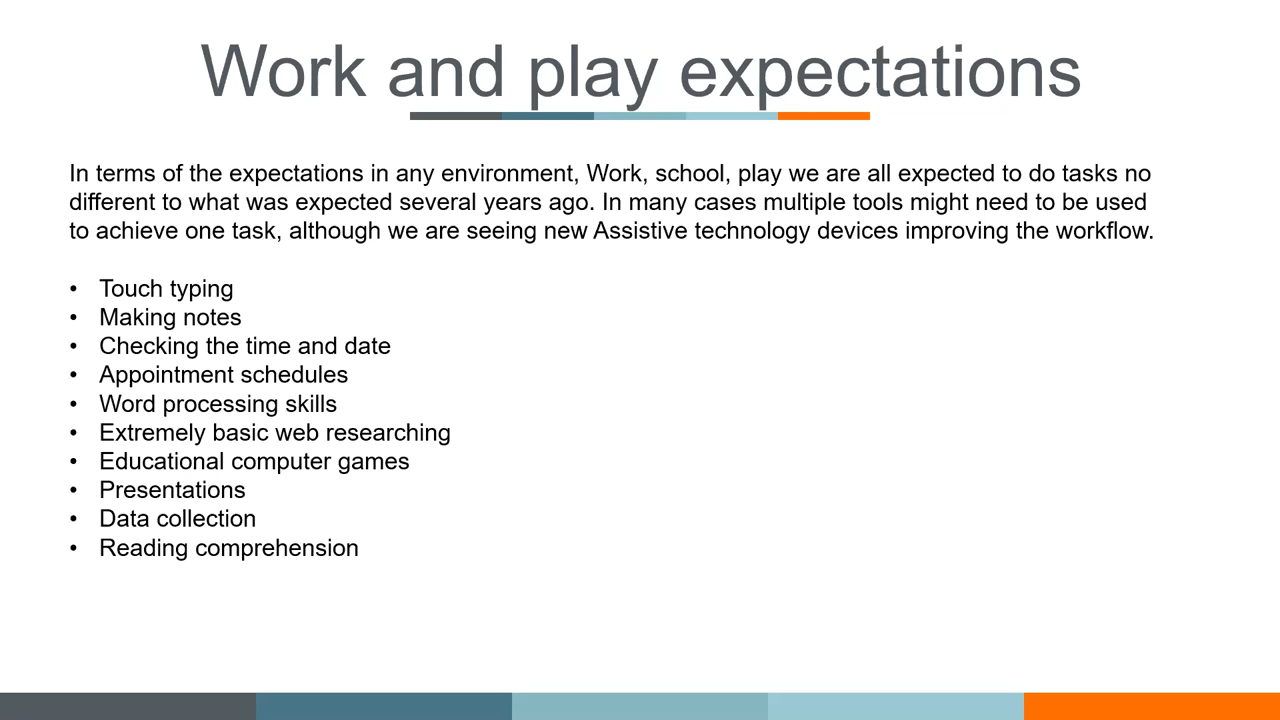 Work and play expectations
In terms of the expectations in any environment, Work, school, play we are all expected to do tasks no
different to what was expected several years ago. In many cases multiple tools might need to be used
to achieve one task, although we are seeing new Assistive technology devices improving the workflow.
• Touch typing
• Making notes
• Checking the time and date
• Appointment schedules
• Word processing skills
• Extremely basic web researching
• Educational computer games
• Presentations
• Data collection
• Reading comprehension